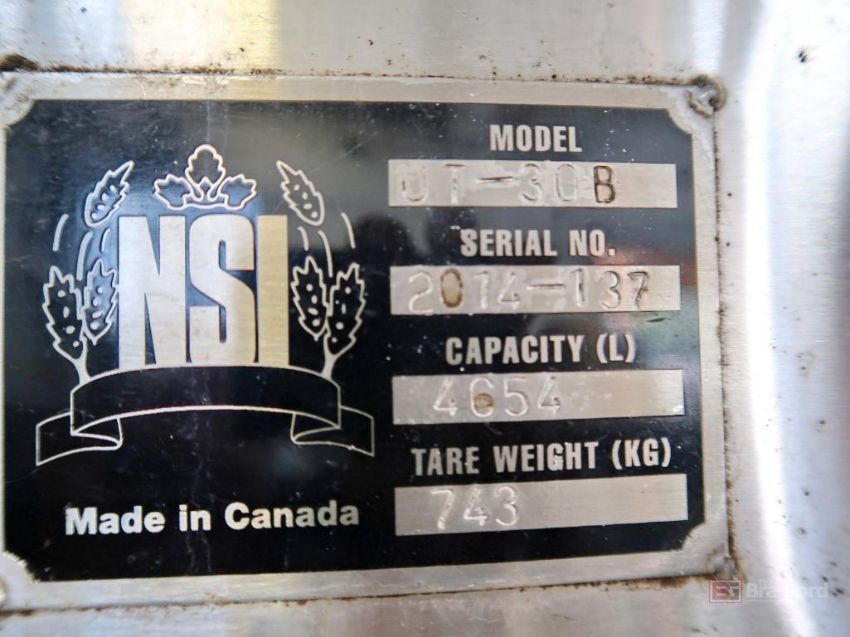 NSI
Made in Canada
MODEL
UT-30B
SERIAL NO.
2014-137
CAPACITY (L)
4654
TARE WEIGHT (KG)
743